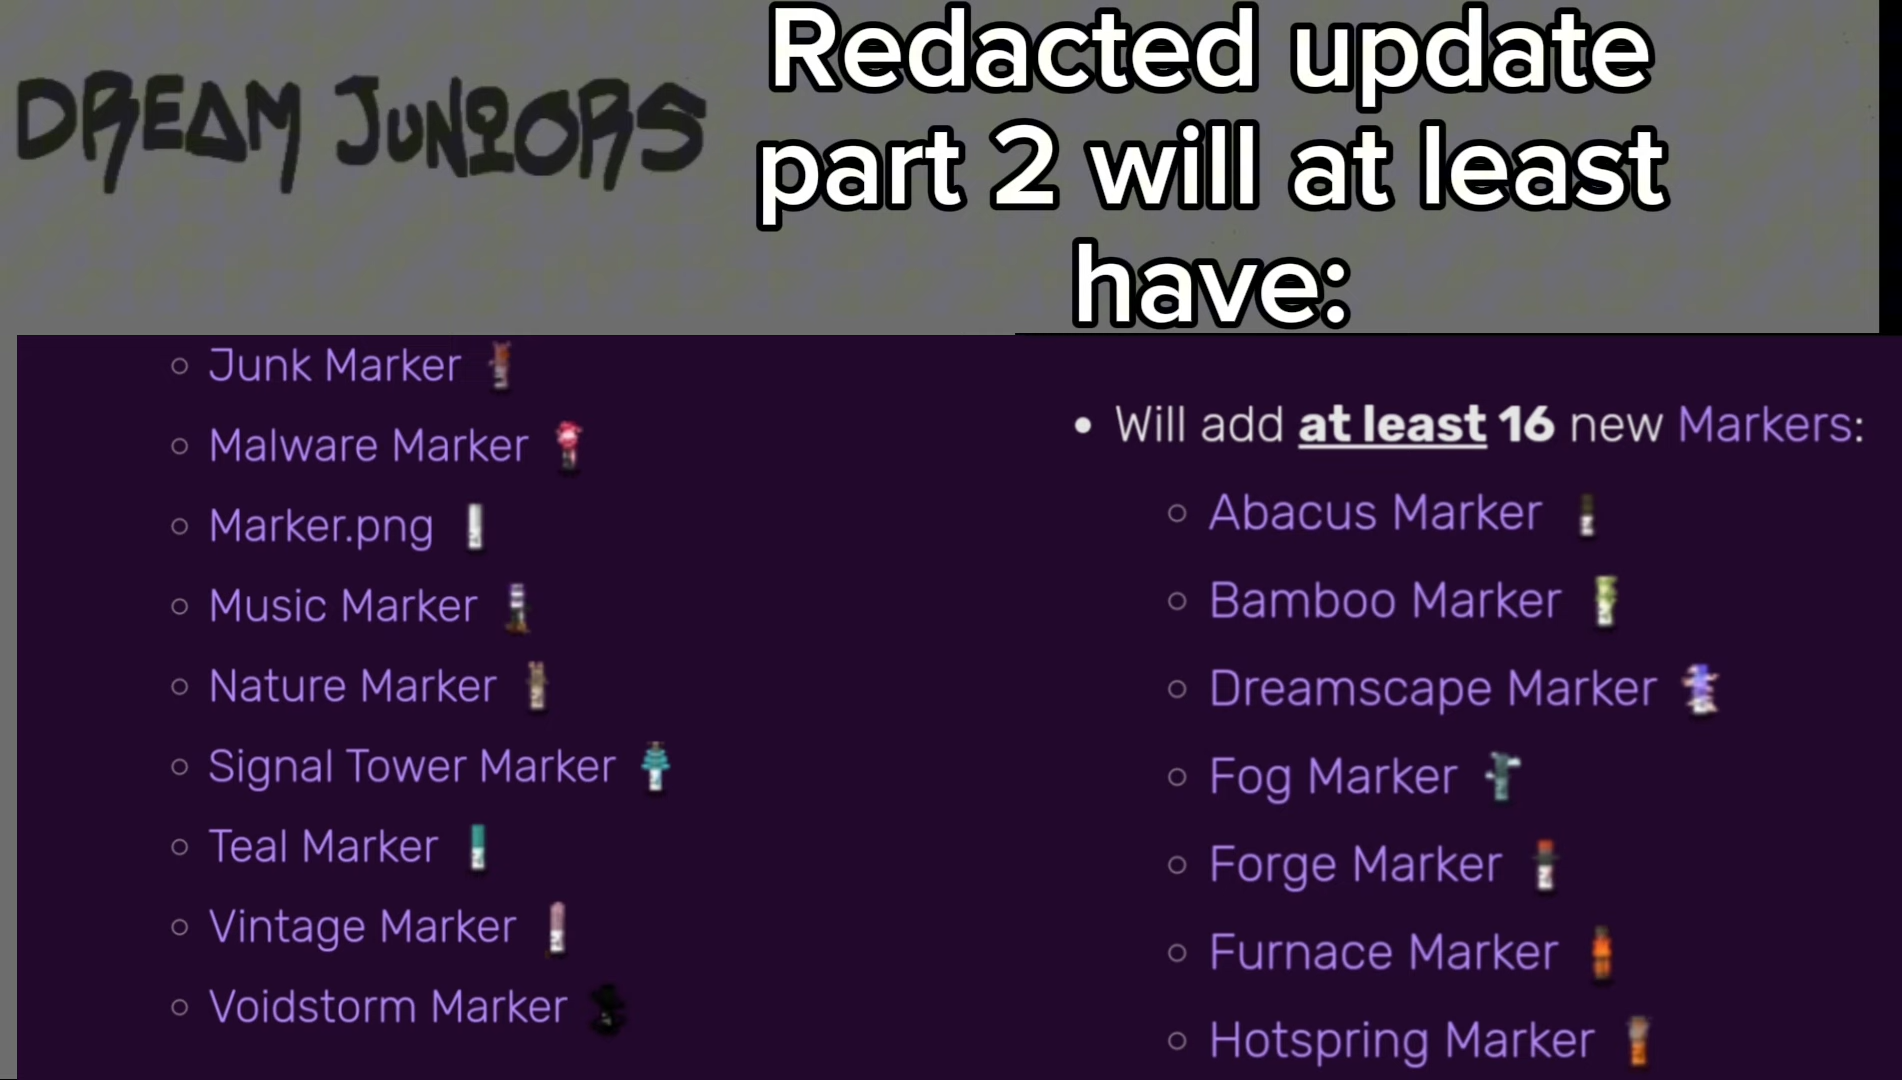 DREAM JUNIORS
Redacted update
part 2 will at least
have:
Junk Marker
Malware Marker
Marker.png
Music Marker
Nature Marker
Signal Tower Marker
Teal Marker
Vintage Marker
Voidstorm Marker
Will add at least 16 new Markers:
Abacus Marker
Bamboo Marker
Dreamscape Marker
Fog Marker
Forge Marker
Furnace Marker
Hotspring Marker